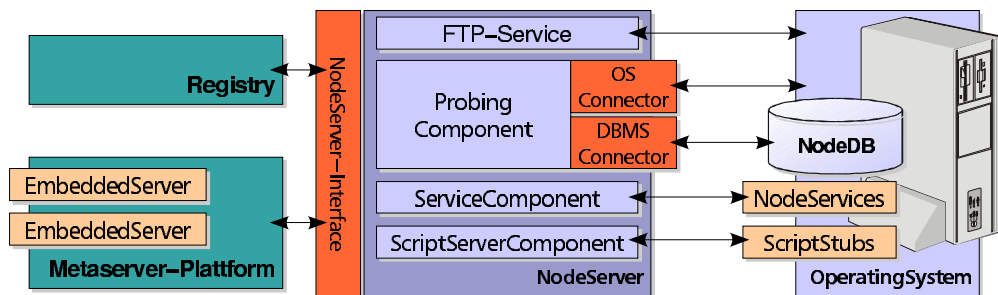 Registry
EmbeddedServer
EmbeddedServer
Metaserver–Plattform
NodeServer–Interface
FTP–Service
Probing
Component
OS
Connector
DBMS
Connector
ServiceComponent
ScriptServerComponent
NodeServer
NodeDB
NodeServices
ScriptStubs
OperatingSystem